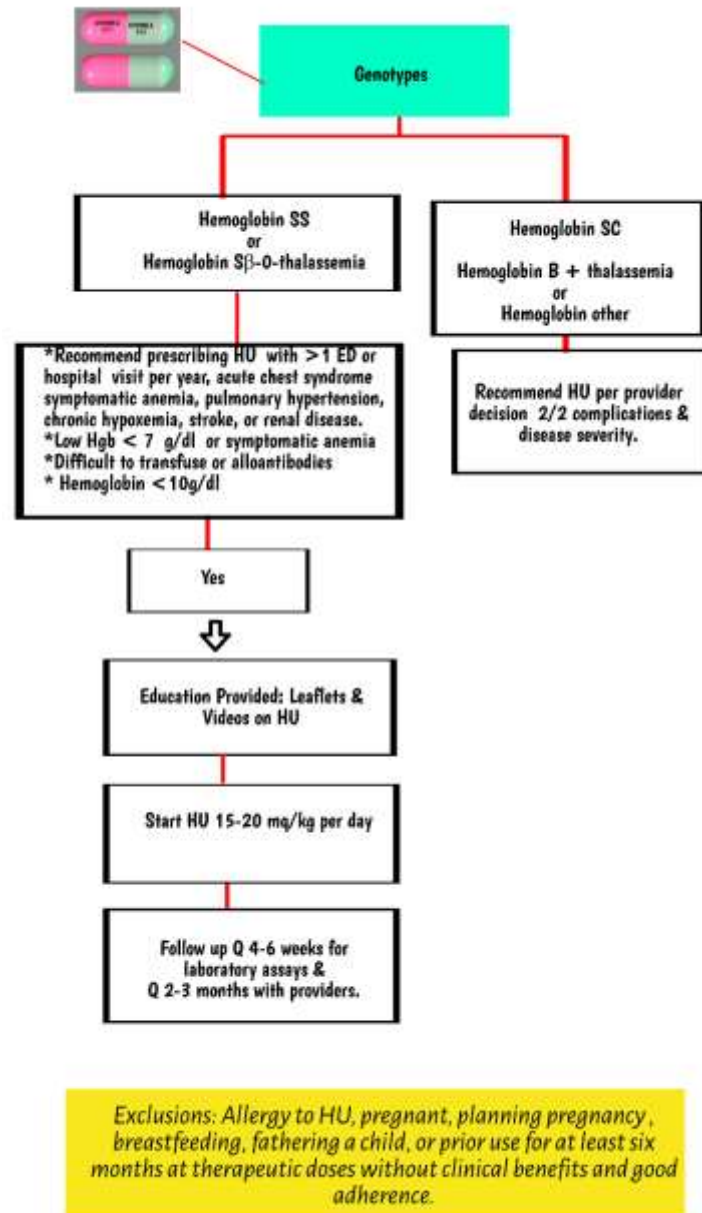 Genotypes
Hemoglobin SS
or
Hemoglobin Sβ-0-thalassemia
Hemoglobin SC
Hemoglobin B + thalassemia
or
Hemoglobin other
*Recommend prescribing HU with >1 ED or
hospital visit per year, acute chest syndrome
symptomatic anemia, pulmonary hypertension,
chronic hypoxemia, stroke, or renal disease.
*Low Hgb < 7 g/dl or symptomatic anemia
*Difficult to transfuse or alloantibodies
* Hemoglobin <10g/dl
Recommend HU per provider
decision 2/2 complications &
disease severity.
Yes
Education Provided: Leaflets &
Videos on HU
Start HU 15-20 mq/kg per day
Follow up Q 4-6 weeks for
laboratory assays &
Q 2-3 months with providers.
Exclusions: Allergy to HU, pregnant, planning pregnancy ,
breastfeeding, fathering a child, or prior use for at least six
months at therapeutic doses without clinical benefits and good
adherence.